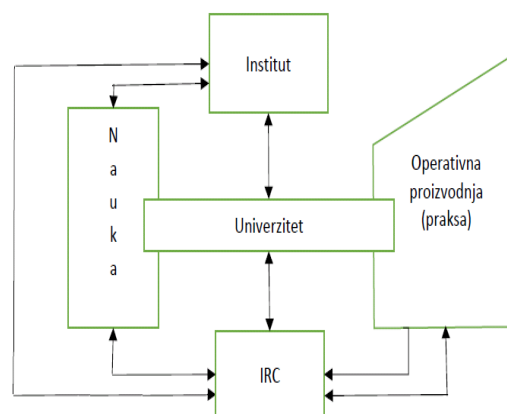 Institut
N
a
u
k
a
Operativna
proizvodnja
(praksa)
Univerzitet
IRC